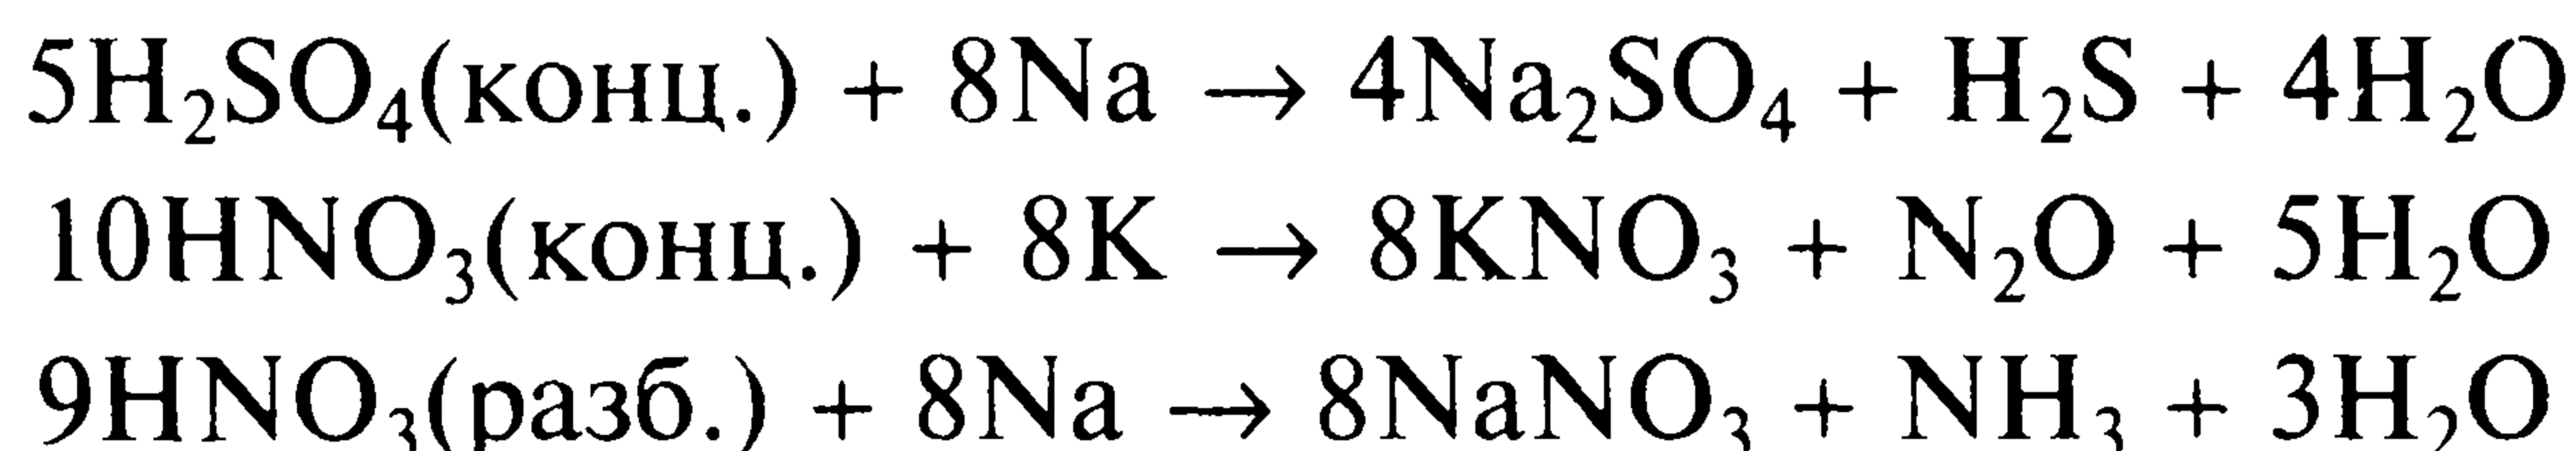 5H₂SO₄(конц.) + 8Na → 4Na₂SO₄ + H₂S + 4H₂O
10HNO₃(конц.) + 8K → 8KNO₃ + N₂O + 5H₂O
9HNO₃(разб.) + 8Na → 8NaNO₃ + NH₃ + 3H₂O